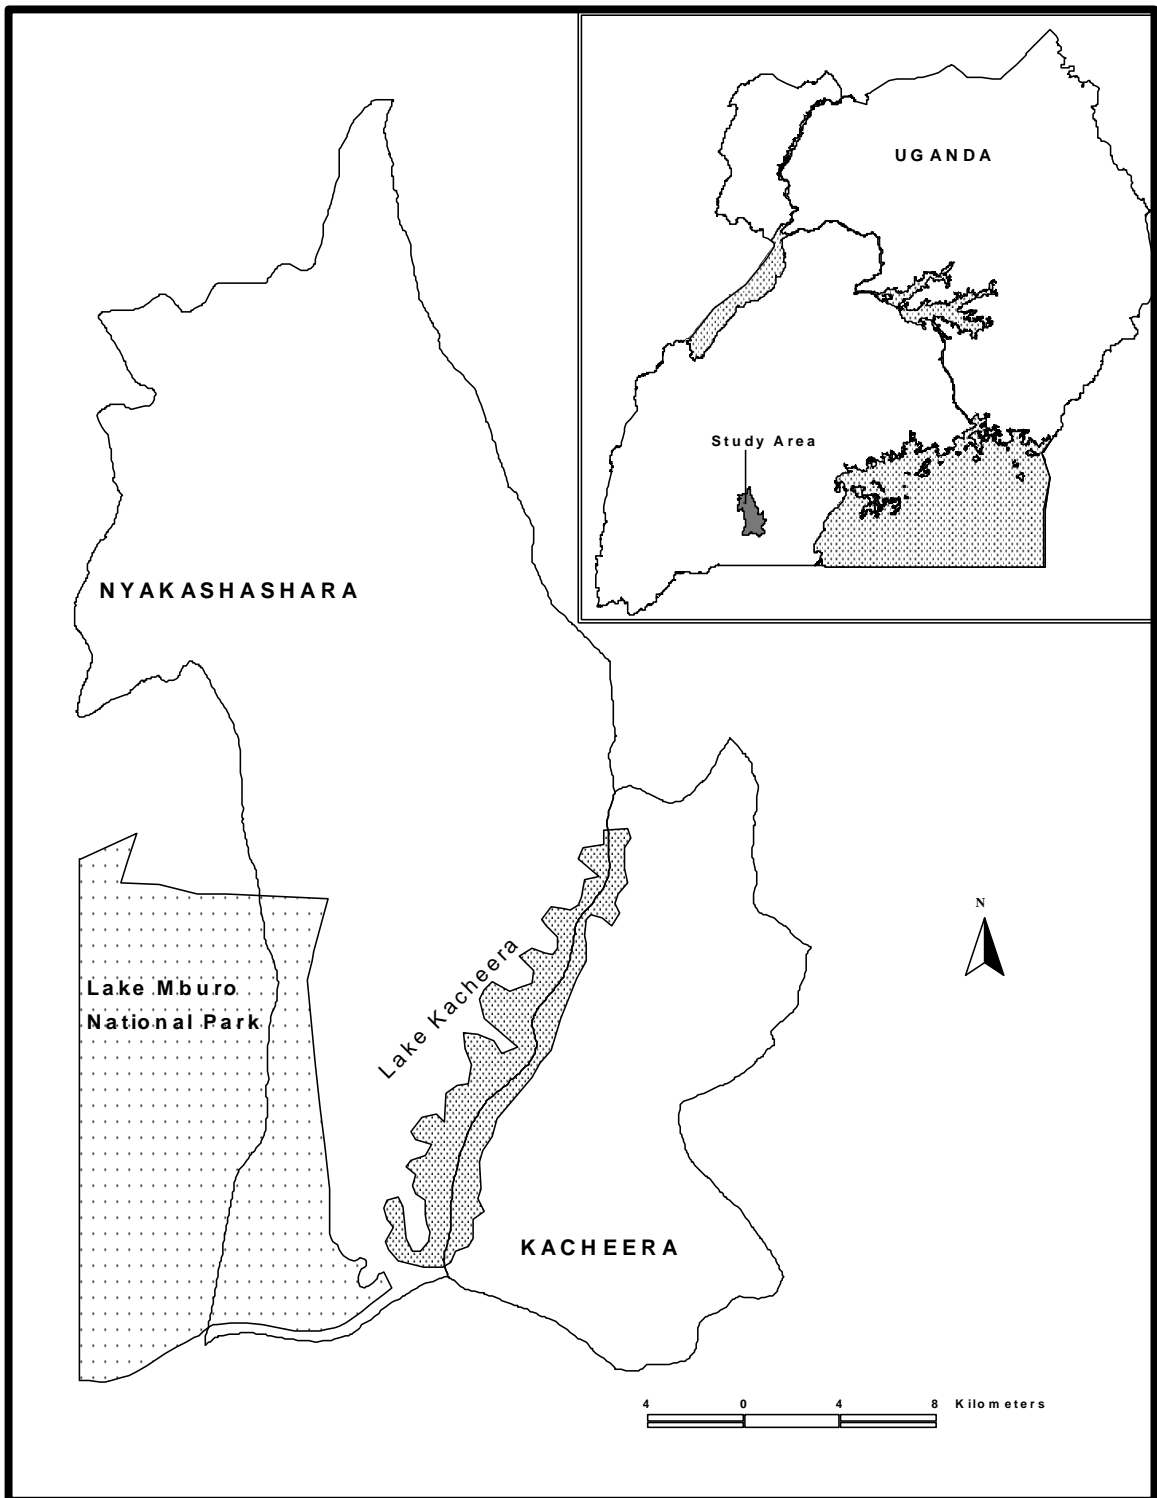 UGANDA
Study Area
NYAKASHASHARA
Lake Mburo
National Park
Lake Kacheera
N
KACHEERA
4 0 4 8 Kilometers